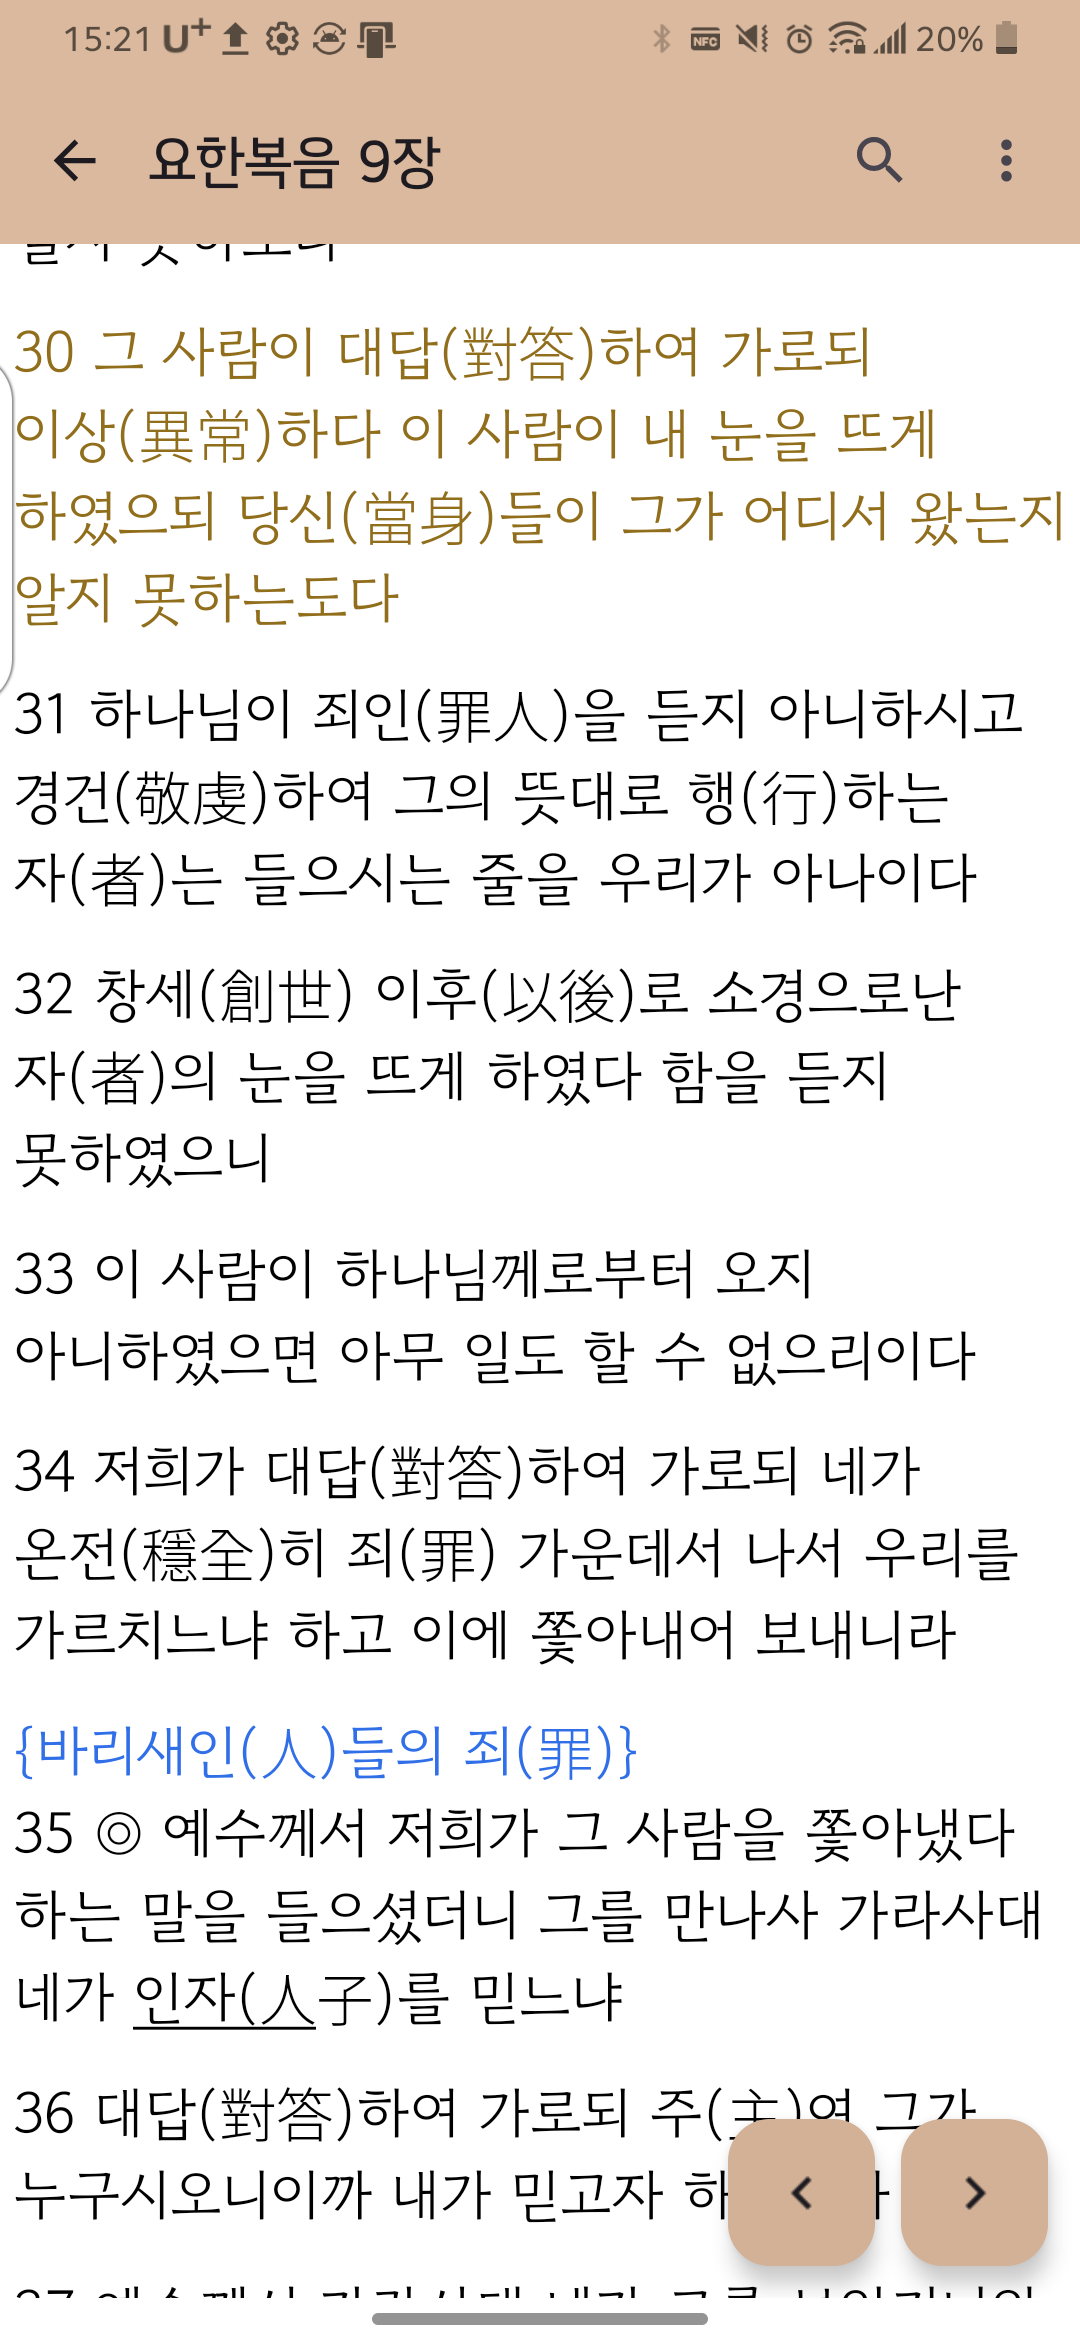 15:21 U+ NFC 20%
요한복음 9장
30 그 사람이 대답(對答)하여 가로되
이상(異常)하다 이 사람이 내 눈을 뜨게
하였으되 당신(當身)들이 그가 어디서 왔는지
알지 못하는도다
31 하나님이 죄인(罪人)을 듣지 아니하시고
경건(敬虔)하여 그의 뜻대로 행(行)하는
자(者)는 들으시는 줄을 우리가 아나이다
32 창세(創世) 이후(以後)로 소경으로난
자(者)의 눈을 뜨게 하였다 함을 듣지
못하였으니
33 이 사람이 하나님께로부터 오지
아니하였으면 아무 일도 할 수 없으리이다
34 저희가 대답(對答)하여 가로되 네가
온전(穩全)히 죄(罪) 가운데서 나서 우리를
가르치느냐 하고 이에 쫓아내어 보내니라
{바리새인(人)들의 죄(罪)}
35 ◎ 예수께서 저희가 그 사람을 쫓아냈다
하는 말을 들으셨더니 그를 만나사 가라사대
네가 인자(人子)를 믿느냐
36 대답(對答)하여 가로되 주(主)여 그가
누구시오니이까 내가 믿고자 하